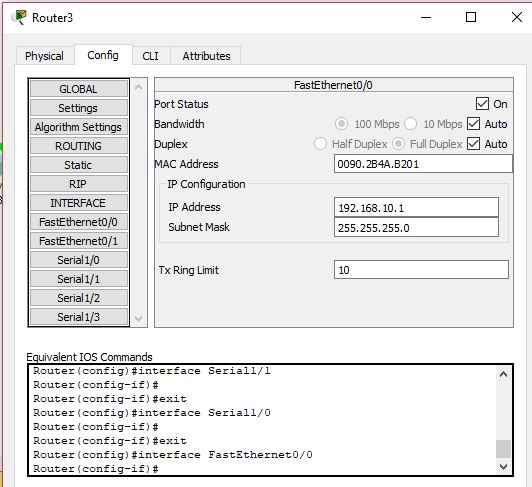 Router3
Physical Config CLI Attributes
GLOBAL
Settings
Algorithm Settings
ROUTING
Static
RIP
INTERFACE
FastEthernet0/0
FastEthernet0/1
Serial1/0
Serial1/1
Serial1/2
Serial1/3
FastEthernet0/0
Port Status On
Bandwidth 100 Mbps 10 Mbps Auto
Duplex Half Duplex Full Duplex Auto
MAC Address 0090.2B4A.B201
IP Configuration
IP Address 192.168.10.1
Subnet Mask 255.255.255.0
Tx Ring Limit 10
Equivalent IOS Commands
Router(config)#interface Serial1/1
Router(config-if)#
Router(config-if)#exit
Router(config)#interface Serial1/0
Router(config-if)#
Router(config-if)#exit
Router(config)#interface FastEthernet0/0
Router(config-if)#